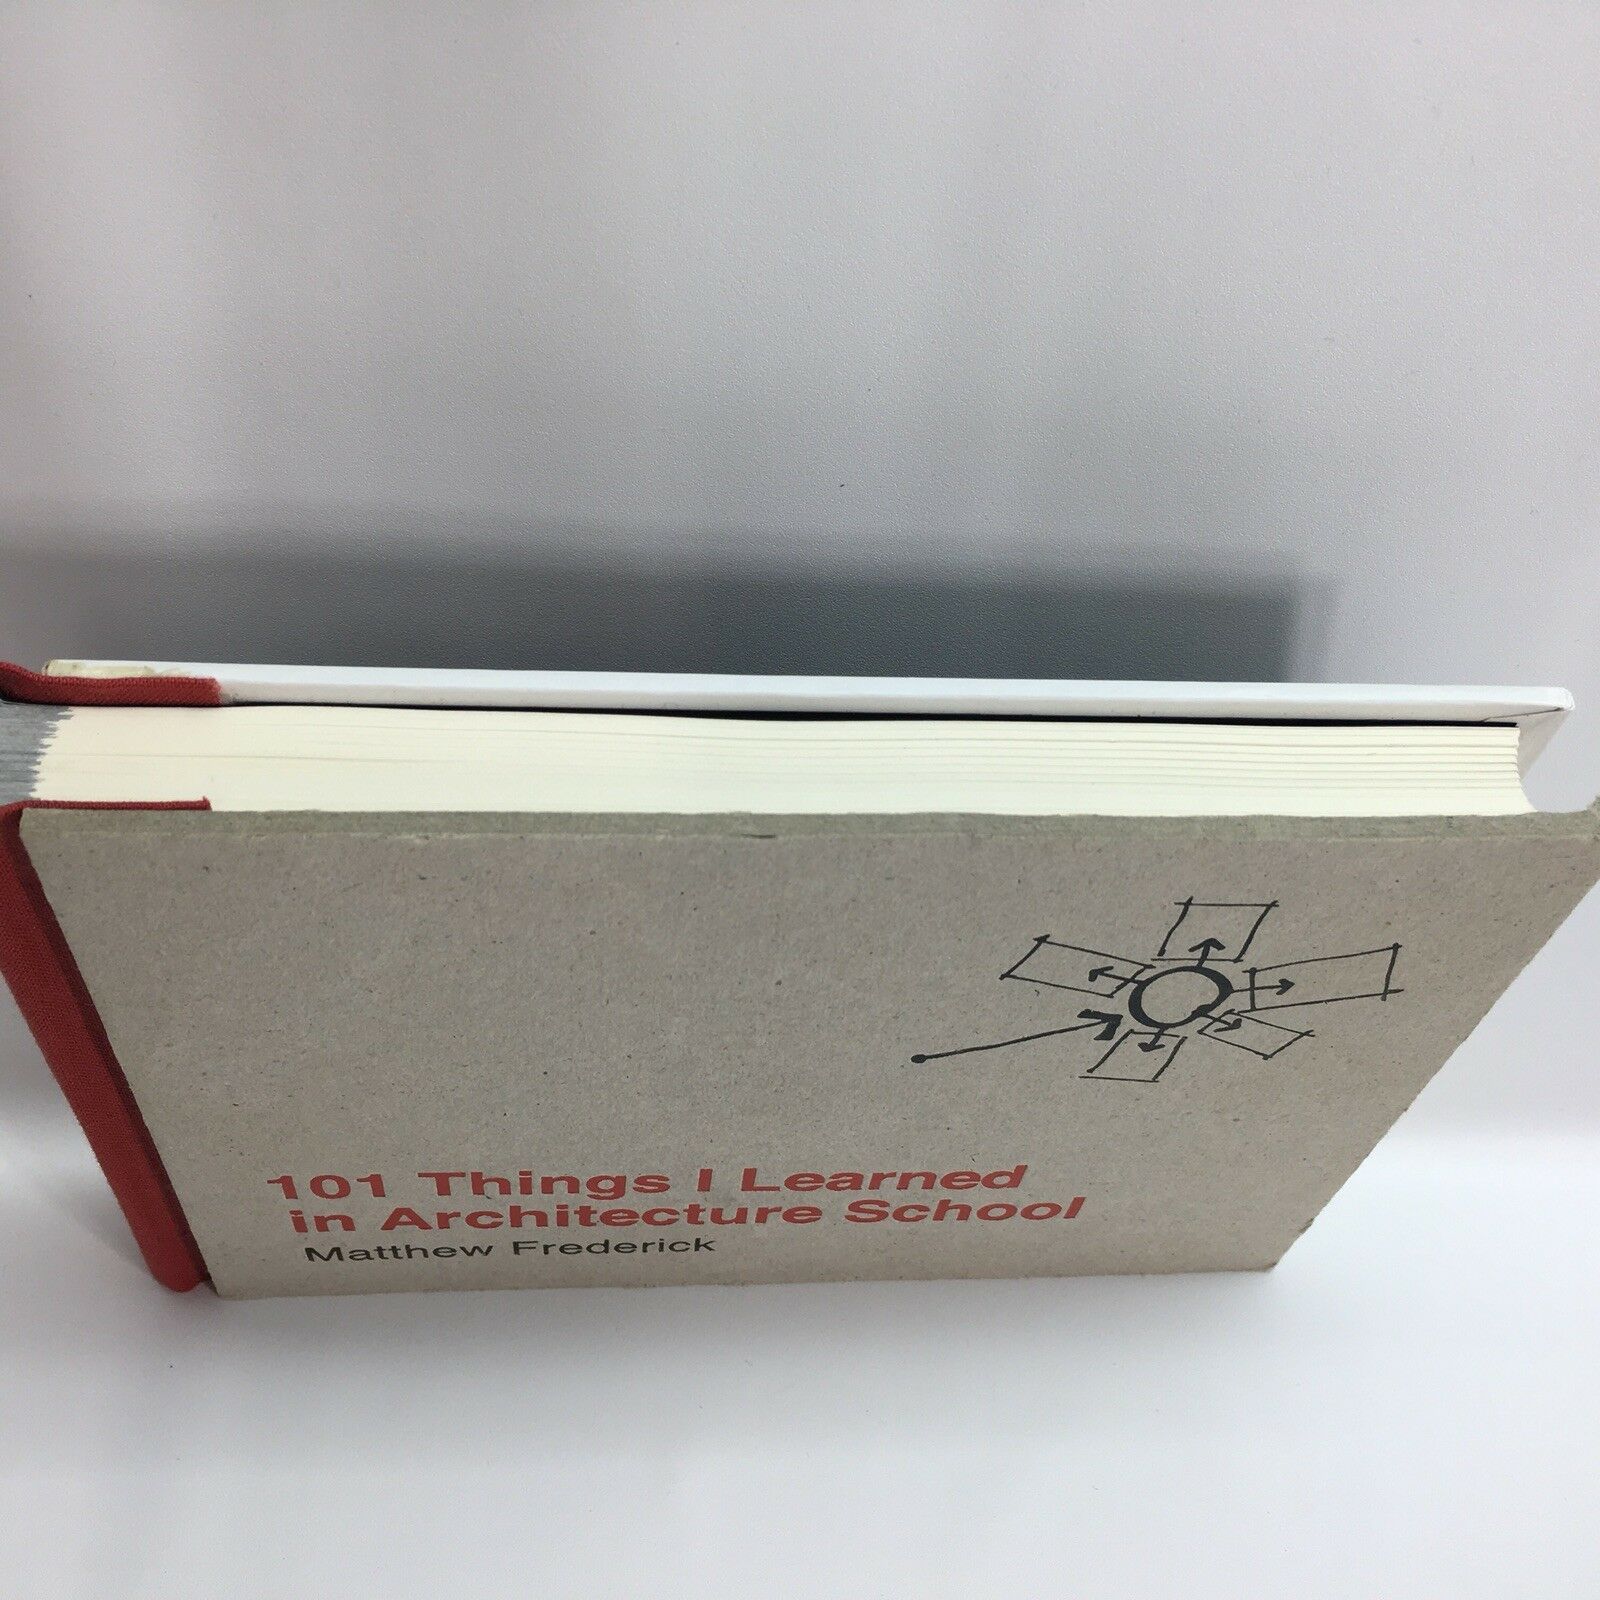 101 Things I Learned
in Architecture School
Matthew Frederick